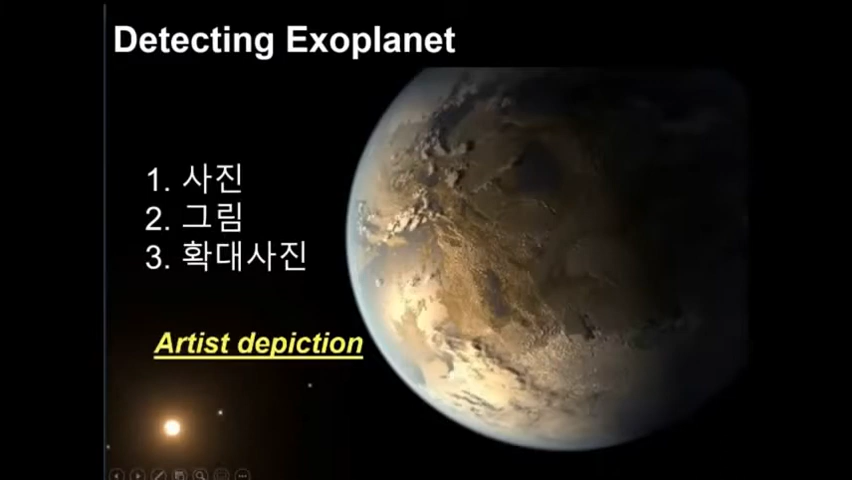 Detecting Exoplanet
1. 사진
2. 그림
3. 확대사진
Artist depiction